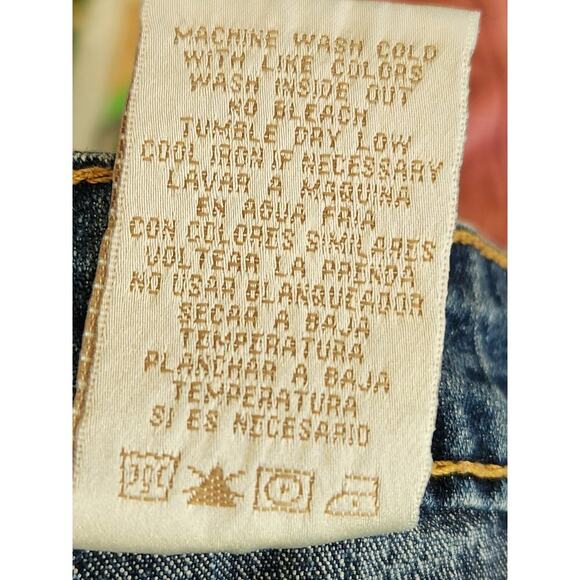 MACHINE WASH COLD
WITH LIKE COLORS
WASH INSIDE OUT
NO BLEACH
TUMBLE DRY LOW
COOL IRON IF NECESSARY
LAVAR A MAQUINA
EN AGUA FRIA
CON COLORES SIMILARES
VOLTEAR LA PRENDA
NO USAR BLANQUEADOR
SECAR A BAJA
TEMPERATURA
PLANCHAR A BAJA
TEMPERATURA
SI ES NECESARIO